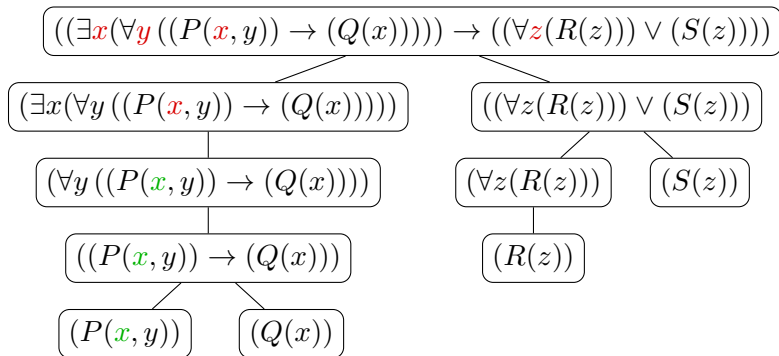 ((∃x(∀y ((P(x, y)) → (Q(x))))) → ((∀z(R(z))) ∨ (S(z))))
(∃x(∀y ((P(x, y)) → (Q(x))))) ((∀z(R(z))) ∨ (S(z)))
(∀y ((P(x, y)) → (Q(x)))) (∀z(R(z))) (S(z))
((P(x, y)) → (Q(x))) (R(z))
(P(x, y)) (Q(x))